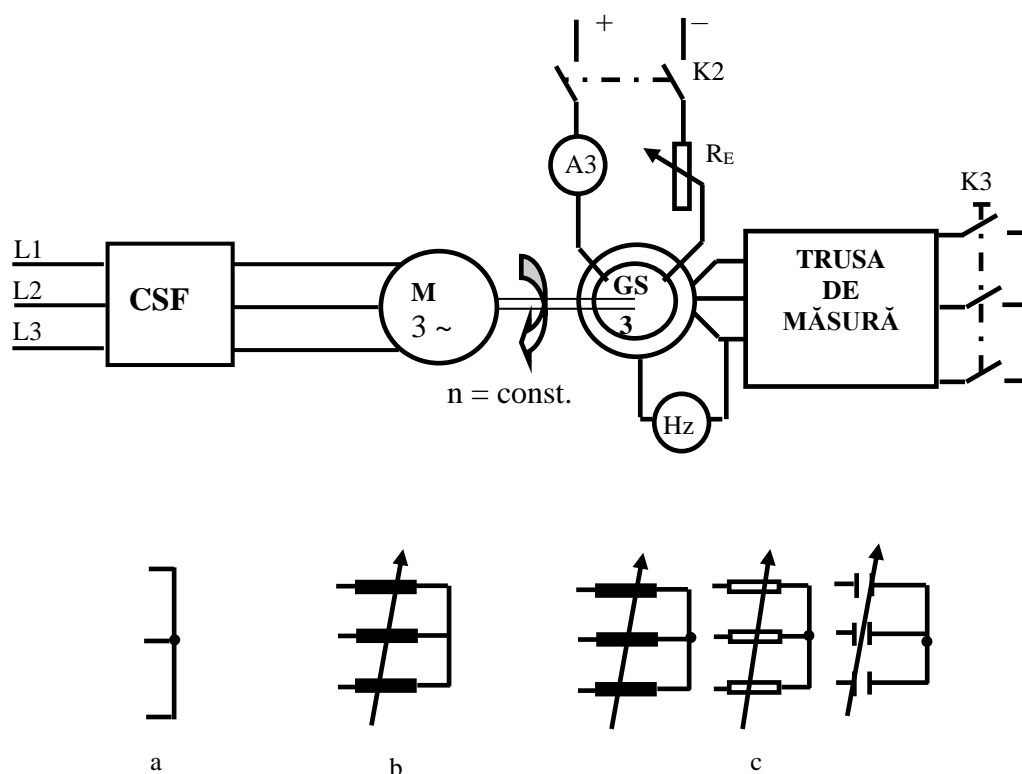 + –
K2
A3
R_E
K3
L1
L2
L3
CSF
M
3 ~
GS
3
TRUSA
DE
MĂSURĂ
n = const.
Hz
a b c